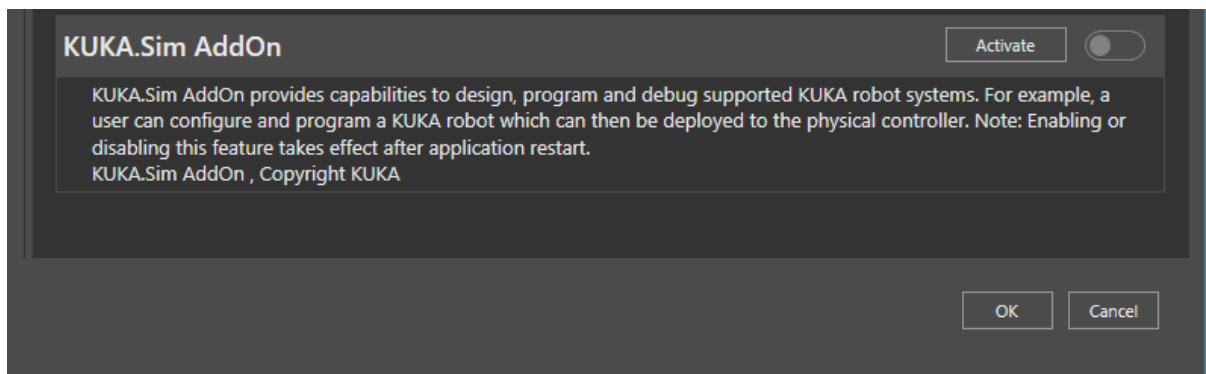 KUKA.Sim AddOn
Activate
KUKA.Sim AddOn provides capabilities to design, program and debug supported KUKA robot systems. For example, a
user can configure and program a KUKA robot which can then be deployed to the physical controller. Note: Enabling or
disabling this feature takes effect after application restart.
KUKA.Sim AddOn , Copyright KUKA
OK
Cancel